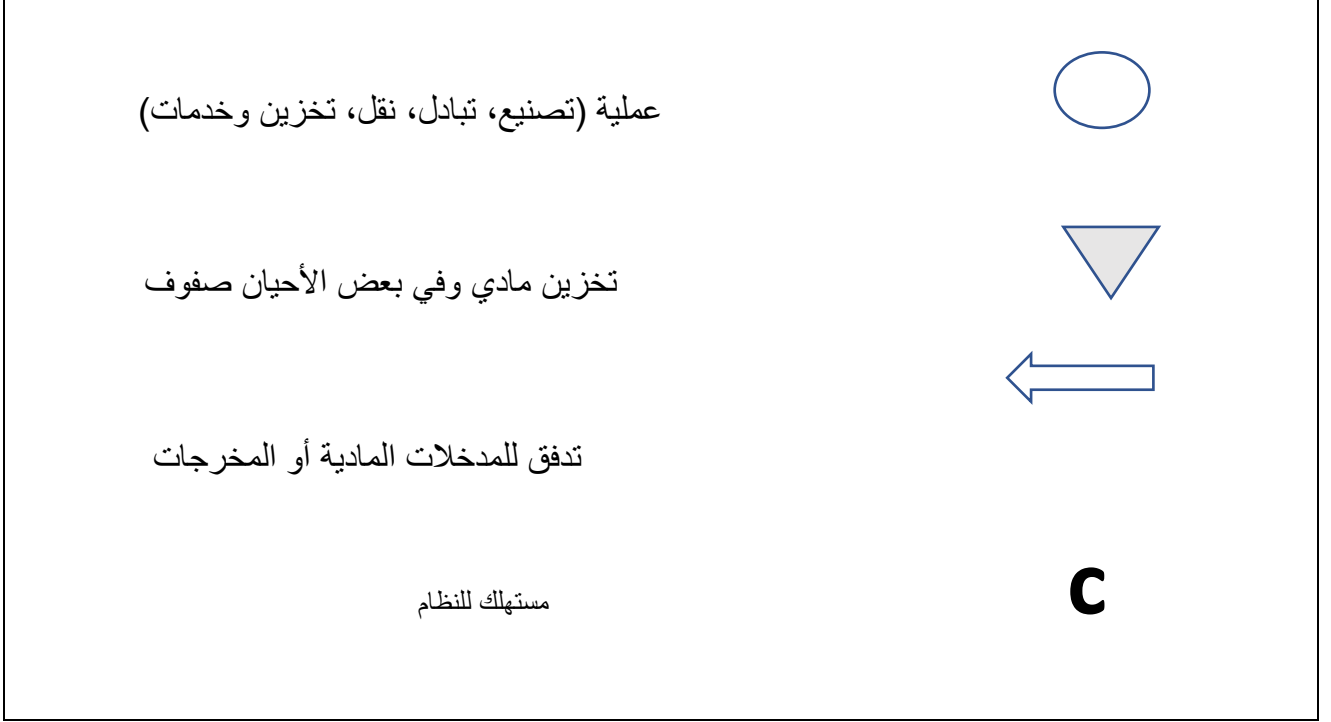 عملية (تصنيع، تبادل، نقل، تخزين وخدمات)
تخزين مادي وفي بعض الأحيان صفوف
تدفق للمدخلات المادية أو المخرجات
C
مستهلك للنظام